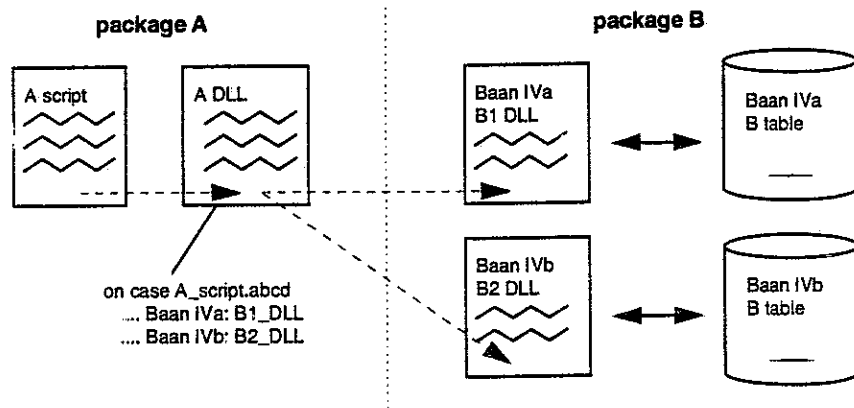 package A
package B
A script
A DLL
Baan IVa
B1 DLL
Baan IVa
B table
on case A_script.abcd
.... Baan IVa: B1_DLL
.... Baan IVb: B2_DLL
Baan IVb
B2 DLL
Baan IVb
B table